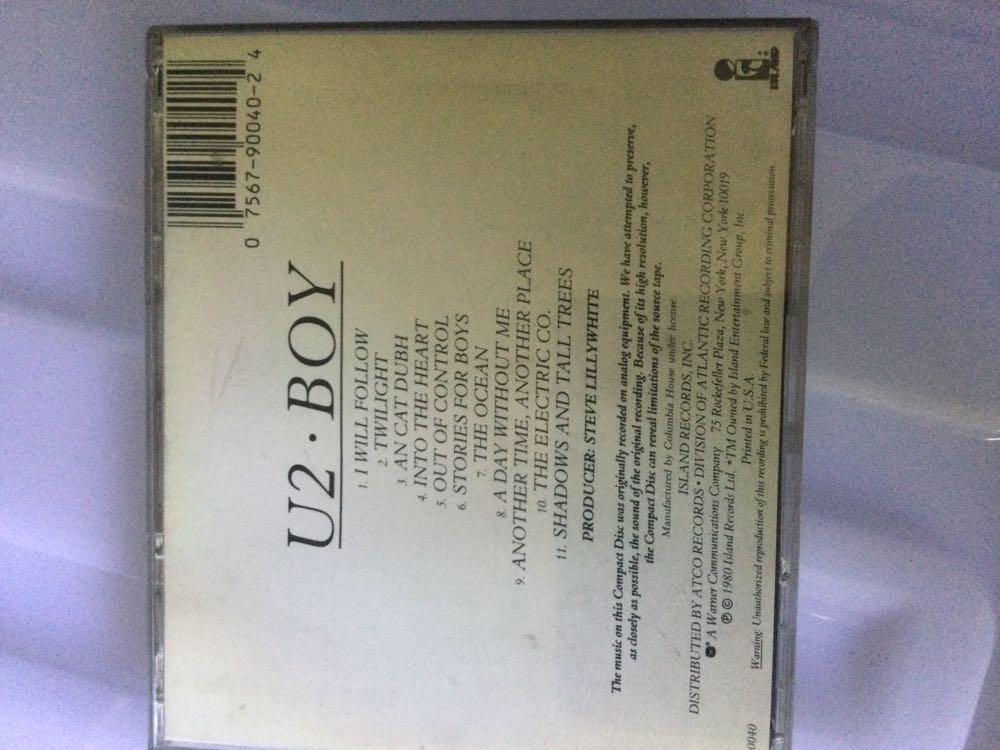 0 7567-90040-2 4
ISLAND
U2 · BOY
1. I WILL FOLLOW
2. TWILIGHT
3. AN CAT DUBH
4. INTO THE HEART
5. OUT OF CONTROL
6. STORIES FOR BOYS
7. THE OCEAN
8. A DAY WITHOUT ME
9. ANOTHER TIME, ANOTHER PLACE
10. THE ELECTRIC CO.
11. SHADOWS AND TALL TREES
PRODUCER: STEVE LILLYWHITE
The music on this Compact Disc was originally recorded on analog equipment. We have attempted to preserve,
as closely as possible, the sound of the original recording. Because of its high resolution, however,
the Compact Disc can reveal limitations of the source tape.
Manufactured by Columbia House under license.
ISLAND RECORDS, INC.
DISTRIBUTED BY ATCO RECORDS • DIVISION OF ATLANTIC RECORDING CORPORATION
A Warner Communications Company 75 Rockefeller Plaza, New York, New York 10019
℗ © 1980 Island Records Ltd. *TM Owned by Island Entertainment Group, Inc.
Printed in U.S.A.
Warning: Unauthorized reproduction of this recording is prohibited by Federal law and subject to criminal prosecution.
0040